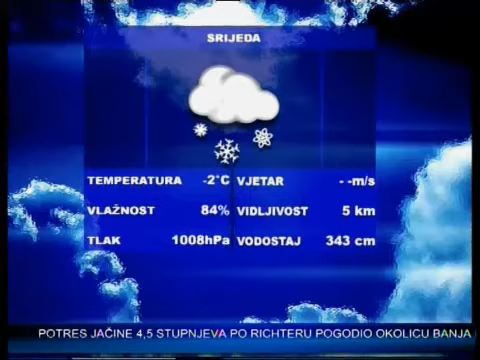 SRIJEDA
TEMPERATURA -2°C VJETAR - -m/s
VLAŽNOST 84% VIDLJIVOST 5 km
TLAK 1008hPa VODOSTAJ 343 cm
POTRES JAČINE 4,5 STUPNJEVA PO RICHTERU POGODIO OKOLICU BANJA